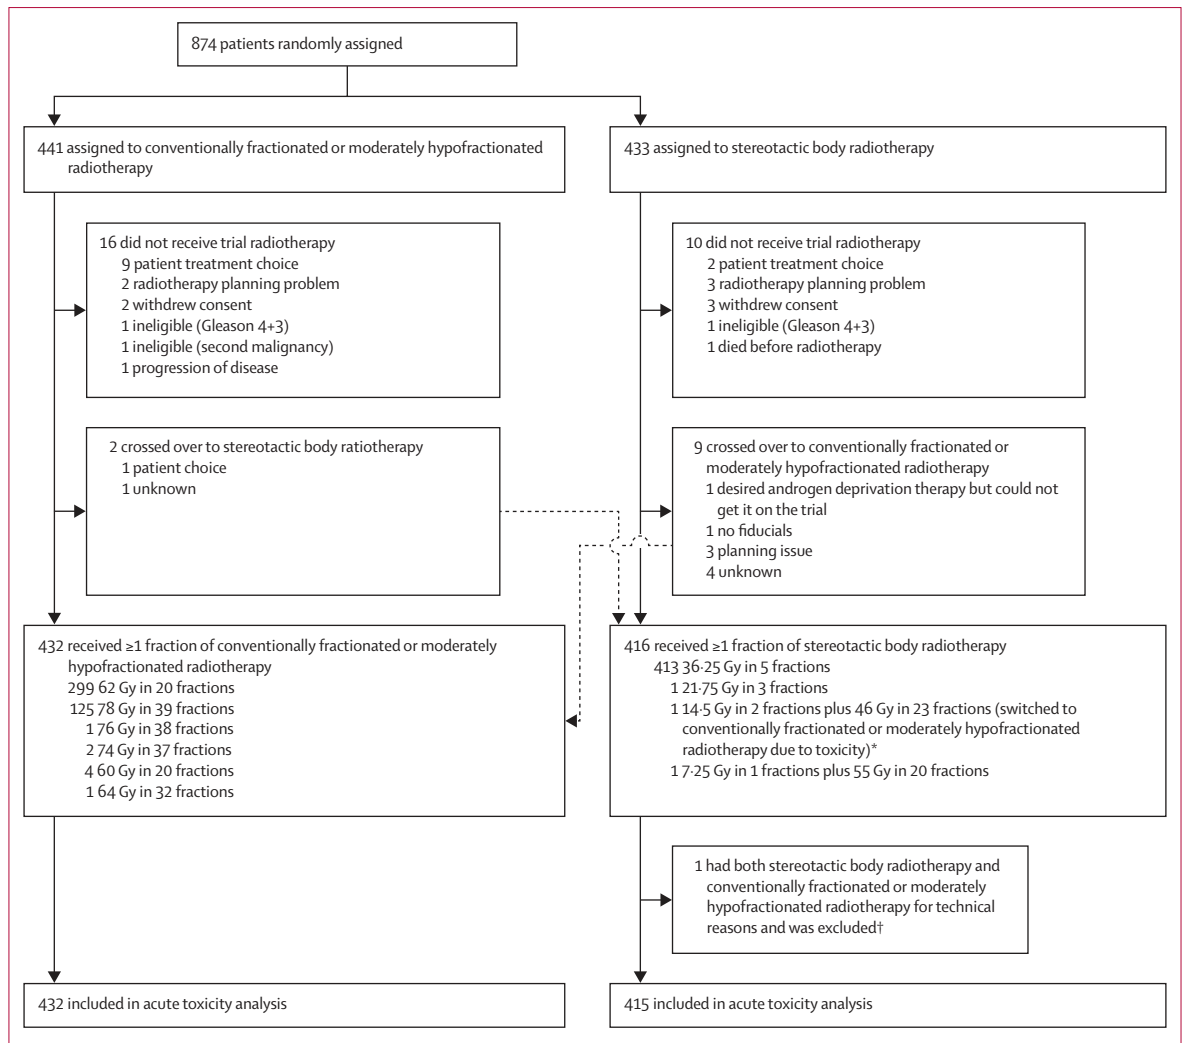 874 patients randomly assigned
441 assigned to conventionally fractionated or moderately hypofractionated
radiotherapy
433 assigned to stereotactic body radiotherapy
16 did not receive trial radiotherapy
9 patient treatment choice
2 radiotherapy planning problem
2 withdrew consent
1 ineligible (Gleason 4+3)
1 ineligible (second malignancy)
1 progression of disease
10 did not receive trial radiotherapy
2 patient treatment choice
3 radiotherapy planning problem
3 withdrew consent
1 ineligible (Gleason 4+3)
1 died before radiotherapy
2 crossed over to stereotactic body ratiotherapy
1 patient choice
1 unknown
9 crossed over to conventionally fractionated or
moderately hypofractionated radiotherapy
1 desired androgen deprivation therapy but could not
get it on the trial
1 no fiducials
3 planning issue
4 unknown
432 received ≥1 fraction of conventionally fractionated or moderately
hypofractionated radiotherapy
299 62 Gy in 20 fractions
125 78 Gy in 39 fractions
1 76 Gy in 38 fractions
2 74 Gy in 37 fractions
4 60 Gy in 20 fractions
1 64 Gy in 32 fractions
416 received ≥1 fraction of stereotactic body radiotherapy
413 36·25 Gy in 5 fractions
1 21·75 Gy in 3 fractions
1 14·5 Gy in 2 fractions plus 46 Gy in 23 fractions (switched to
conventionally fractionated or moderately hypofractionated
radiotherapy due to toxicity)*
1 7·25 Gy in 1 fractions plus 55 Gy in 20 fractions
1 had both stereotactic body radiotherapy and
conventionally fractionated or moderately
hypofractionated radiotherapy for technical
reasons and was excluded†
432 included in acute toxicity analysis
415 included in acute toxicity analysis